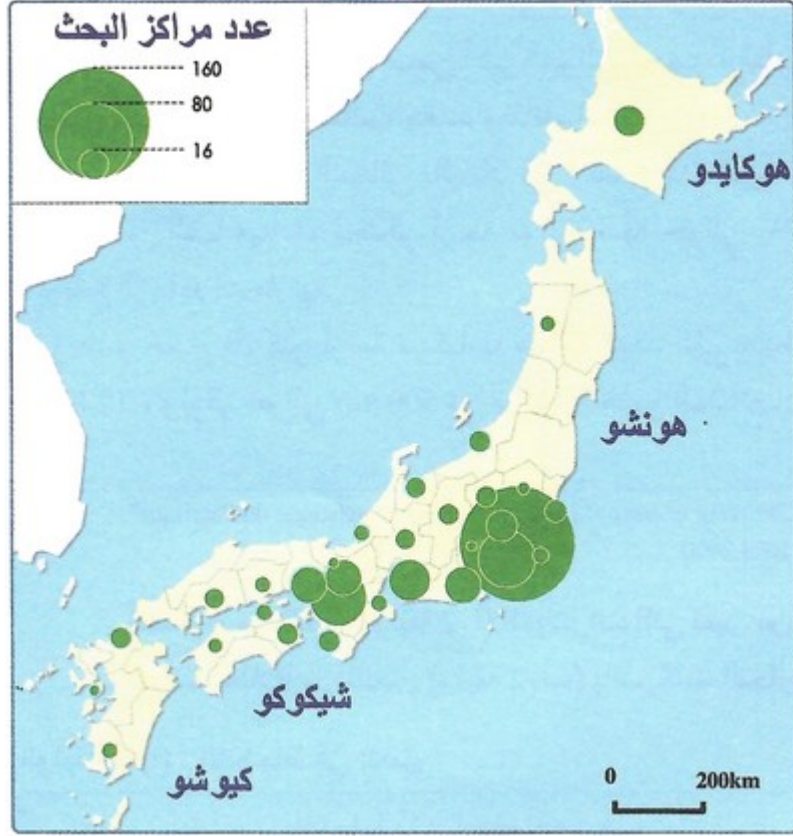 عدد مراكز البحث
160
80
16
هوكايدو
هونشو
شيكوكو
كيوشو
0 200km